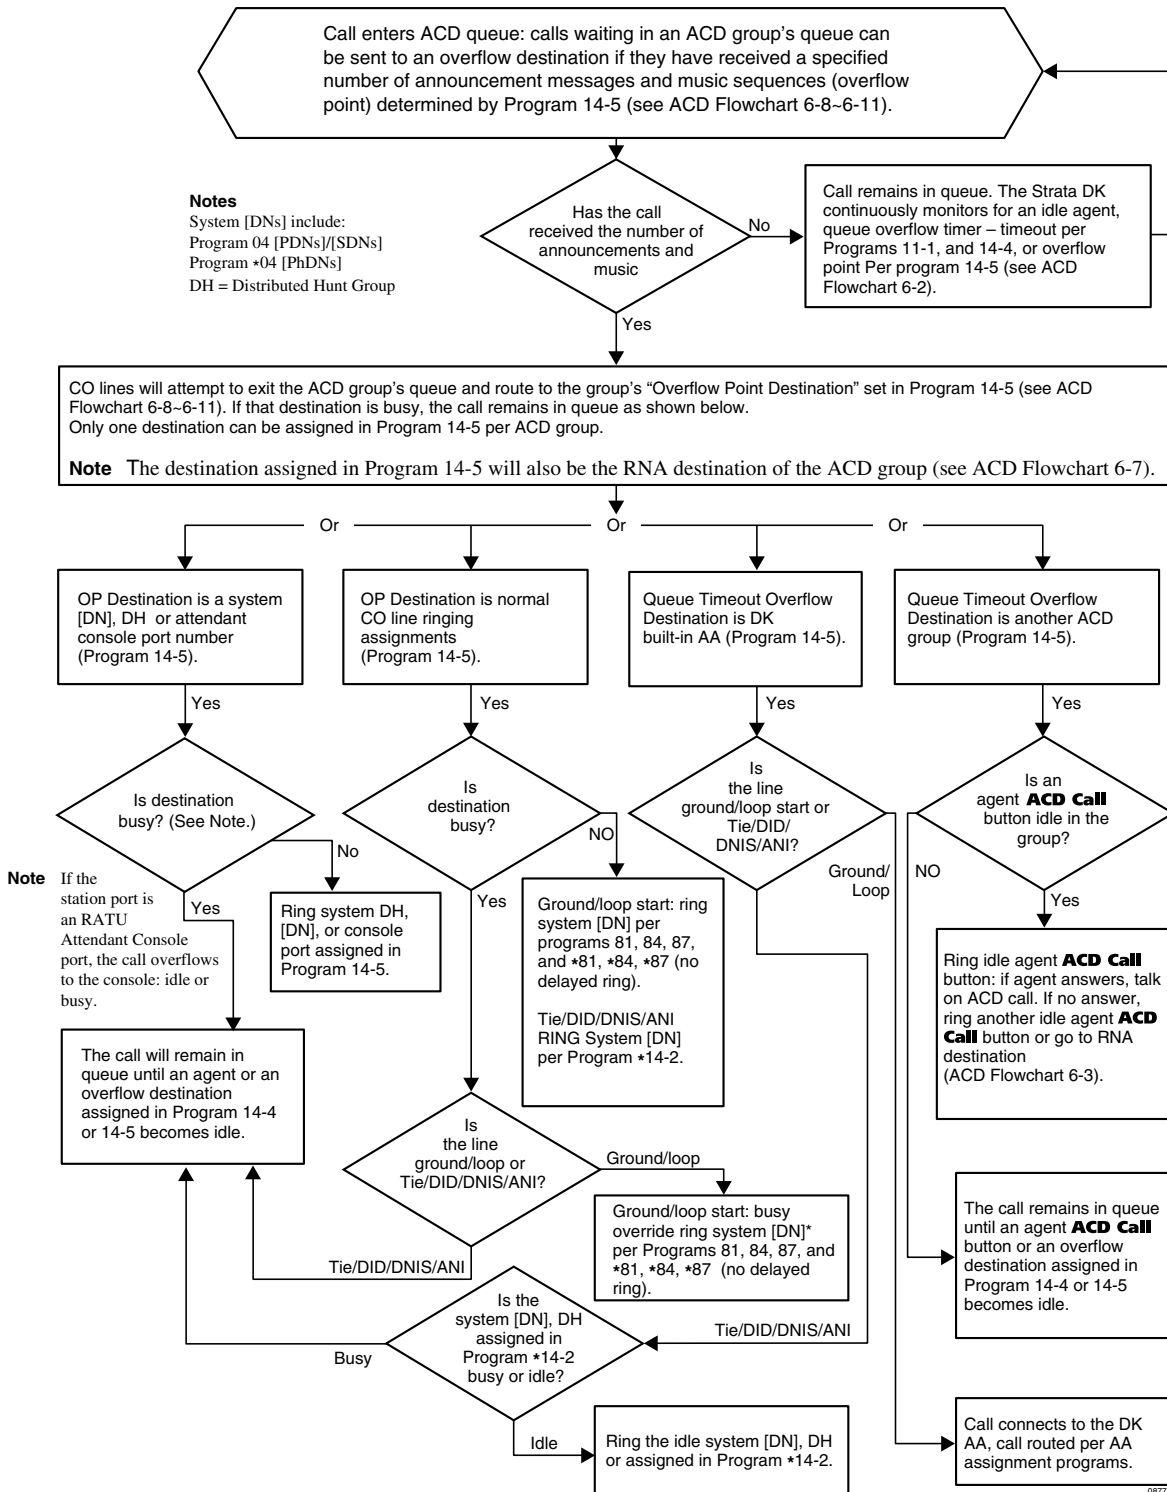 Call enters ACD queue: calls waiting in an ACD group's queue can
be sent to an overflow destination if they have received a specified
number of announcement messages and music sequences (overflow
point) determined by Program 14-5 (see ACD Flowchart 6-8~6-11).
Notes
System [DNs] include:
Program 04 [PDNs]/[SDNs]
Program *04 [PhDNs]
DH = Distributed Hunt Group
Has the call
received the number of
announcements and
music
No
Call remains in queue. The Strata DK
continuously monitors for an idle agent,
queue overflow timer – timeout per
Programs 11-1, and 14-4, or overflow
point Per program 14-5 (see ACD
Flowchart 6-2).
Yes
CO lines will attempt to exit the ACD group's queue and route to the group's “Overflow Point Destination” set in Program 14-5 (see ACD
Flowchart 6-8~6-11). If that destination is busy, the call remains in queue as shown below.
Only one destination can be assigned in Program 14-5 per ACD group.
Note The destination assigned in Program 14-5 will also be the RNA destination of the ACD group (see ACD Flowchart 6-7).
Or
Or
Or
Or
OP Destination is a system
[DN], DH or attendant
console port number
(Program 14-5).
OP Destination is normal
CO line ringing
assignments
(Program 14-5).
Queue Timeout Overflow
Destination is DK
built-in AA (Program 14-5).
Queue Timeout Overflow
Destination is another ACD
group (Program 14-5).
Yes
Yes
Yes
Yes
Is destination
busy? (See Note.)
Is
destination
busy?
Is
the line
ground/loop start or
Tie/DID/
DNIS/ANI?
Is an
agent ACD Call
button idle in the
group?
No
NO
Ground/
Loop
NO
Note If the
station port is
an RATU
Attendant Console
port, the call overflows
to the console: idle or
busy.
Yes
Yes
Yes
Ring system DH,
[DN], or console
port assigned in
Program 14-5.
Ground/loop start: ring
system [DN] per
programs 81, 84, 87,
and *81, *84, *87 (no
delayed ring).
Tie/DID/DNIS/ANI
RING System [DN]
per Program *14-2.
Ring idle agent ACD Call
button: if agent answers, talk
on ACD call. If no answer,
ring another idle agent ACD
Call button or go to RNA
destination
(ACD Flowchart 6-3).
The call will remain in
queue until an agent or an
overflow destination
assigned in Program 14-4
or 14-5 becomes idle.
Is
the line
ground/loop or
Tie/DID/DNIS/ANI?
Ground/loop
Ground/loop start: busy
override ring system [DN]*
per Programs 81, 84, 87, and
*81, *84, *87 (no delayed
ring).
The call remains in queue
until an agent ACD Call
button or an overflow
destination assigned in
Program 14-4 or 14-5
becomes idle.
Tie/DID/DNIS/ANI
Is the
system [DN], DH
assigned in
Program *14-2
busy or idle?
Tie/DID/DNIS/ANI
Busy
Idle
Ring the idle system [DN], DH
or assigned in Program *14-2.
Call connects to the DK
AA, call routed per AA
assignment programs.
0877